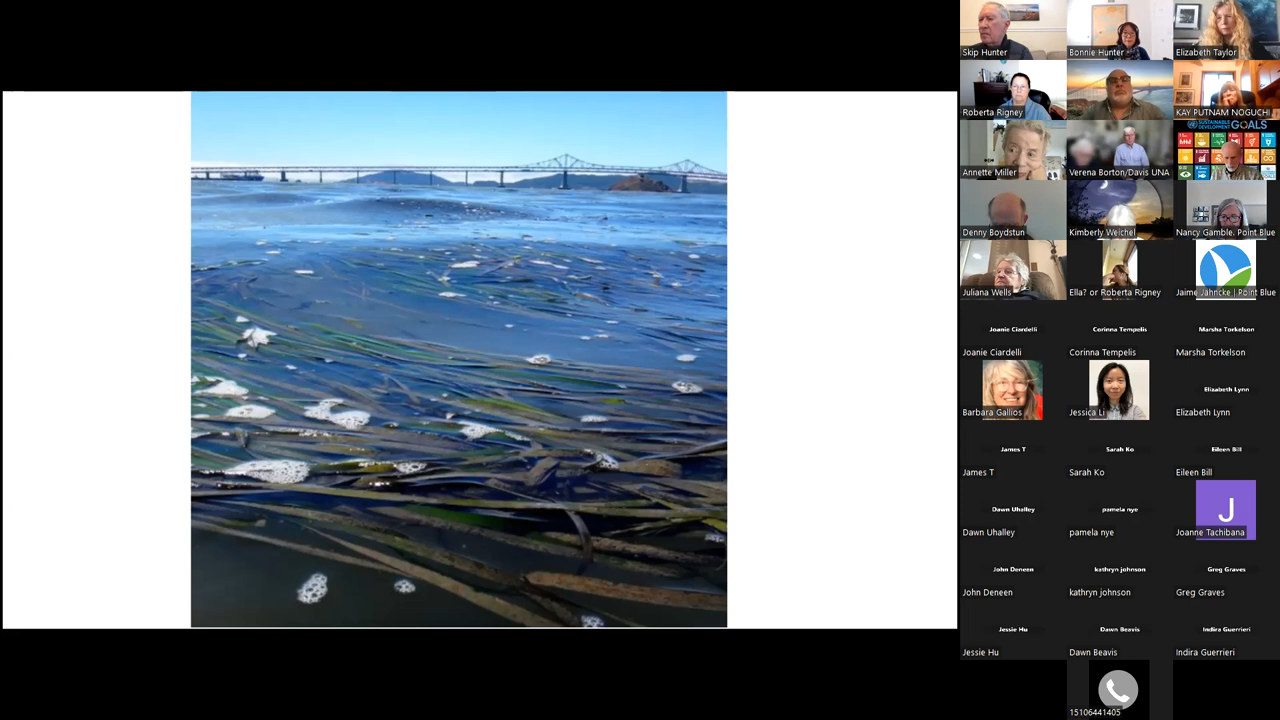 Skip Hunter
Bonnie Hunter
Elizabeth Taylor
Roberta Rigney
KAY PUTNAM NOGUCHI
SUSTAINABLE
DEVELOPMENT GOALS
Annette Miller
Verena Borton/Davis UNA
Denny Boydstun
Kimberly Weichel
Nancy Gamble. Point Blue
Juliana Wells
Ella? or Roberta Rigney
Jaime Jahncke | Point Blue
Joanie Ciardelli
Corinna Tempelis
Marsha Torkelson
Joanie Ciardelli
Corinna Tempelis
Marsha Torkelson
Elizabeth Lynn
Barbara Gallios
Jessica Li
Elizabeth Lynn
James T
Sarah Ko
Eileen Bill
James T
Sarah Ko
Eileen Bill
Dawn Uhalley
pamela nye
J
Dawn Uhalley
pamela nye
Joanne Tachibana
John Deneen
kathryn johnson
Greg Graves
John Deneen
kathryn johnson
Greg Graves
Jessie Hu
Dawn Beavis
Indira Guerrieri
Jessie Hu
Dawn Beavis
Indira Guerrieri
15106441405